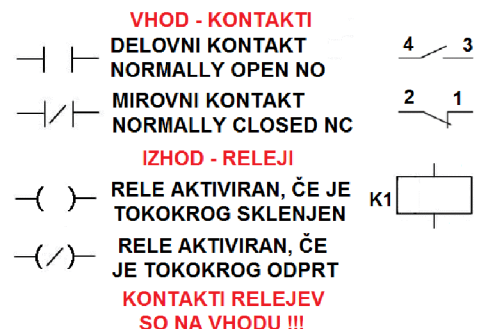 VHOD - KONTAKTI
DELOVNI KONTAKT
NORMALLY OPEN NO
4 3
MIROVNI KONTAKT
NORMALLY CLOSED NC
2 1
IZHOD - RELEJI
RELE AKTIVIRAN, ČE JE
TOKOKROG SKLENJEN
K1
RELE AKTIVIRAN, ČE
JE TOKOKROG ODPRT
KONTAKTI RELEJEV
SO NA VHODU !!!